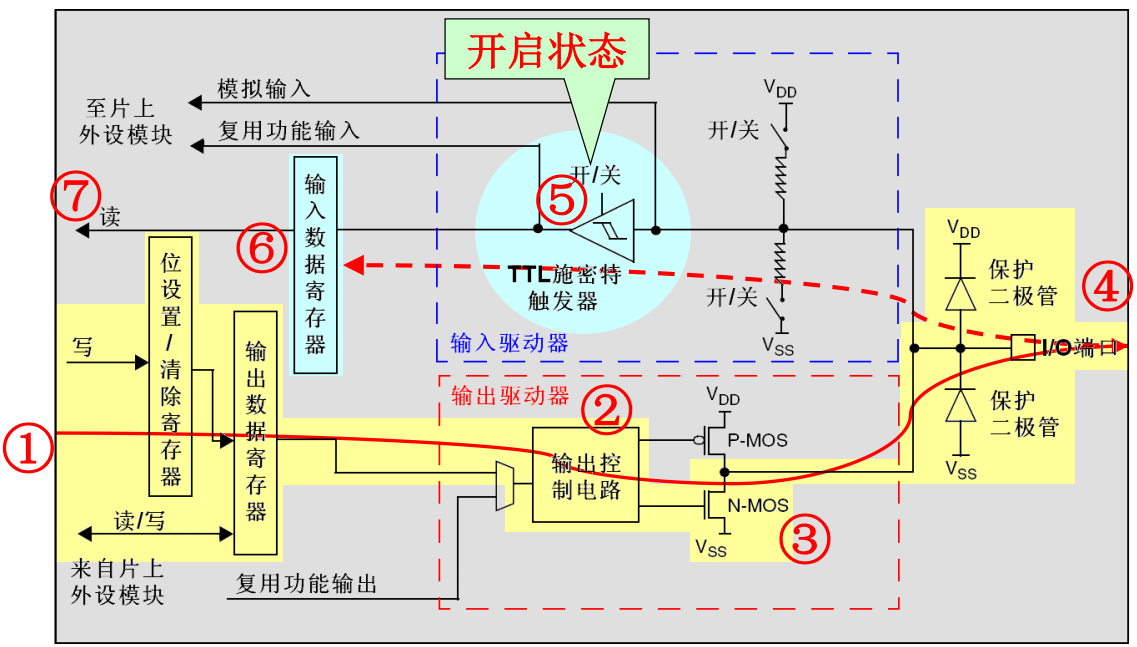 开启状态
模拟输入
至片上
外设模块
复用功能输入
⑦
读
⑥
输入数据寄存器
开/关
⑤
TTL施密特
触发器
输入驱动器
VDD
开/关
开/关
VSS
VDD
保护
二极管
④
I/O端口
保护
二极管
VSS
写
位设置/清除寄存器
输出数据寄存器
①
读/写
来自片上
外设模块
复用功能输出
输出驱动器
②
输出控
制电路
VDD
P-MOS
N-MOS
VSS
③